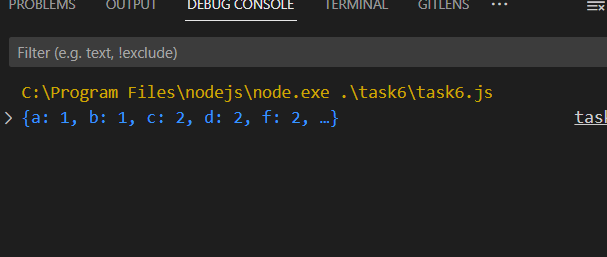 PROBLEMS OUTPUT DEBUG CONSOLE TERMINAL GITLENS ...
Filter (e.g. text, !exclude)
C:\Program Files\nodejs\node.exe .\task6\task6.js
{a: 1, b: 1, c: 2, d: 2, f: 2, …} task